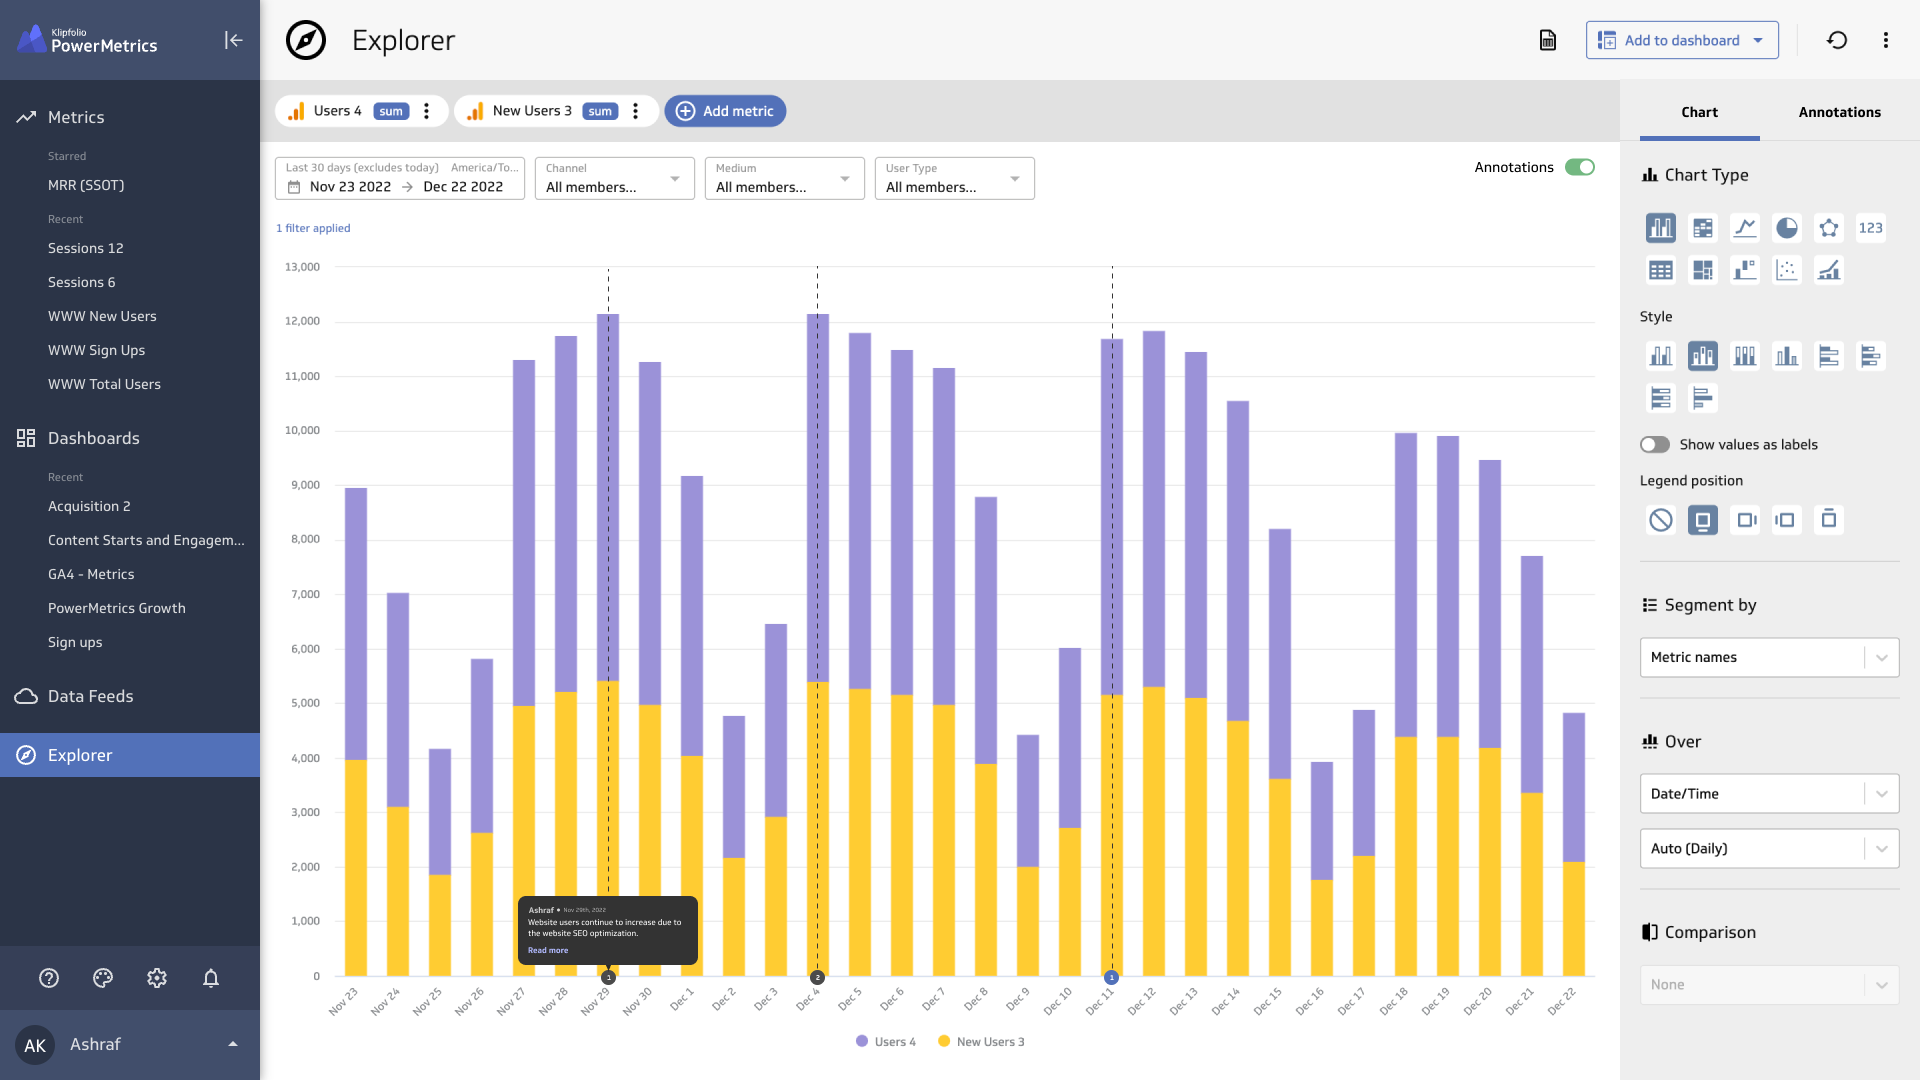 Klipfolio
PowerMetrics
Metrics
Starred
MRR (SSOT)
Recent
Sessions 12
Sessions 6
WWW New Users
WWW Sign Ups
WWW Total Users
Dashboards
Recent
Acquisition 2
Content Starts and Engagem...
GA4 - Metrics
PowerMetrics Growth
Sign ups
Data Feeds
Explorer
AK
Ashraf
Explorer
Add to dashboard
Users 4 sum
New Users 3 sum
Add metric
Last 30 days (excludes today) America/To...
Nov 23 2022 → Dec 22 2022
Channel
All members...
Medium
All members...
User Type
All members...
Annotations
1 filter applied
13,000
12,000
11,000
10,000
9,000
8,000
7,000
6,000
5,000
4,000
3,000
2,000
1,000
0
Ashraf • Nov 29th, 2022
Website users continue to increase due to
the website SEO optimization.
Read more
1
2
1
Nov 23
Nov 24
Nov 25
Nov 26
Nov 27
Nov 28
Nov 29
Nov 30
Dec 1
Dec 2
Dec 3
Dec 4
Dec 5
Dec 6
Dec 7
Dec 8
Dec 9
Dec 10
Dec 11
Dec 12
Dec 13
Dec 14
Dec 15
Dec 16
Dec 17
Dec 18
Dec 19
Dec 20
Dec 21
Dec 22
Users 4
New Users 3
Chart
Annotations
Chart Type
123
Style
Show values as labels
Legend position
Segment by
Metric names
Over
Date/Time
Auto (Daily)
Comparison
None